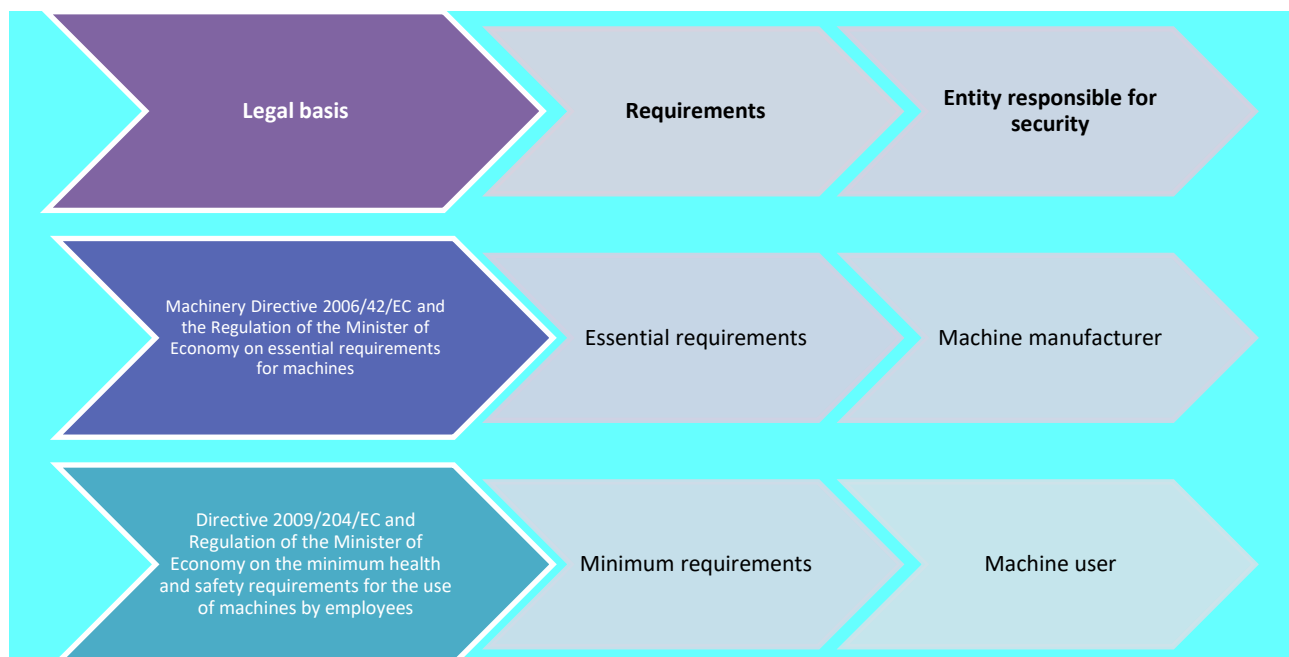 Legal basis
Requirements
Entity responsible for
security
Machinery Directive 2006/42/EC and
the Regulation of the Minister of
Economy on essential requirements
for machines
Essential requirements
Machine manufacturer
Directive 2009/204/EC and
Regulation of the Minister of
Economy on the minimum health
and safety requirements for the use
of machines by employees
Minimum requirements
Machine user